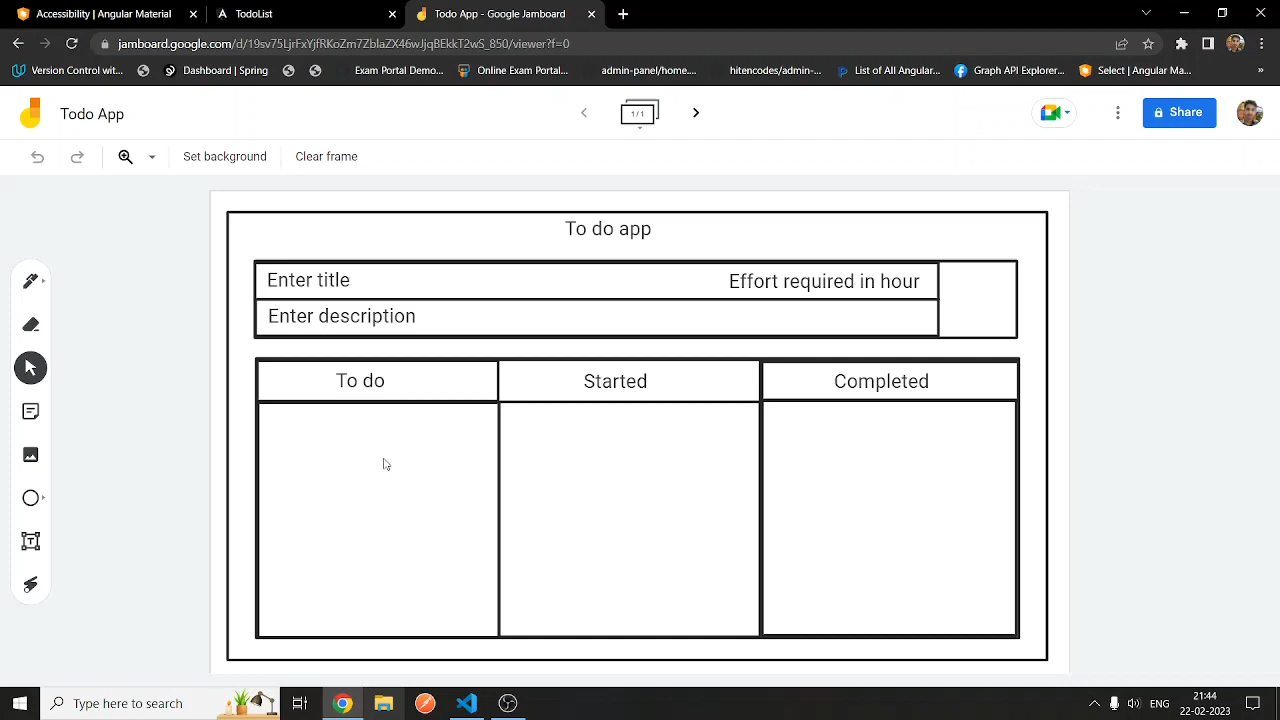 Accessibility | Angular Material
TodoList
Todo App - Google Jamboard
jamboard.google.com/d/19sv75LjrFxYjfRKoZm7ZblaZX46wJjqBEkkT2wS_850/viewer?f=0
Version Control wit...
Dashboard | Spring
Exam Portal Demo...
Online Exam Portal...
admin-panel/home....
hitencodes/admin-...
List of All Angular...
Graph API Explorer...
Select | Angular Ma...
»
Todo App
1/1
Share
Set background
Clear frame
To do app
Enter title
Effort required in hour
Enter description
To do
Started
Completed
Type here to search
ENG
21:44
22-02-2023